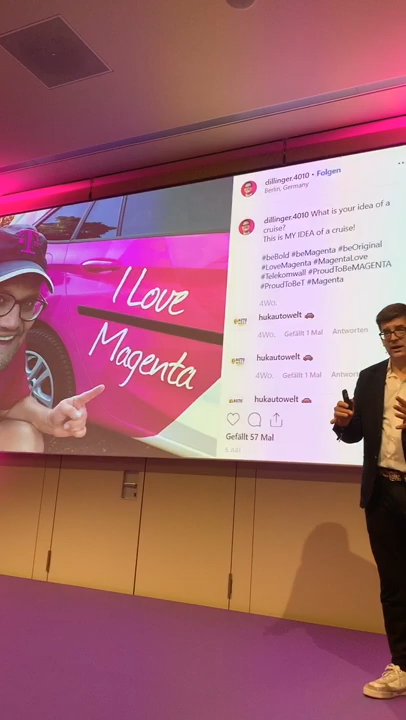 I Love
Magenta
dillinger.4010 • Folgen
Berlin, Germany
dillinger.4010 What is your idea of a
cruise?
This is MY IDEA of a cruise!
#beBold #beMagenta #beOriginal
#LoveMagenta #MagentaLove
#Telekomwall #ProudToBeMAGENTA
#ProudToBeT #Magenta
4Wo.
hukautowelt 🚗
4Wo. Gefällt 1 Mal Antworten
hukautowelt 🚗
4Wo. Gefällt 1 Mal Antworten
hukautowelt 🚗
Gefällt 57 Mal